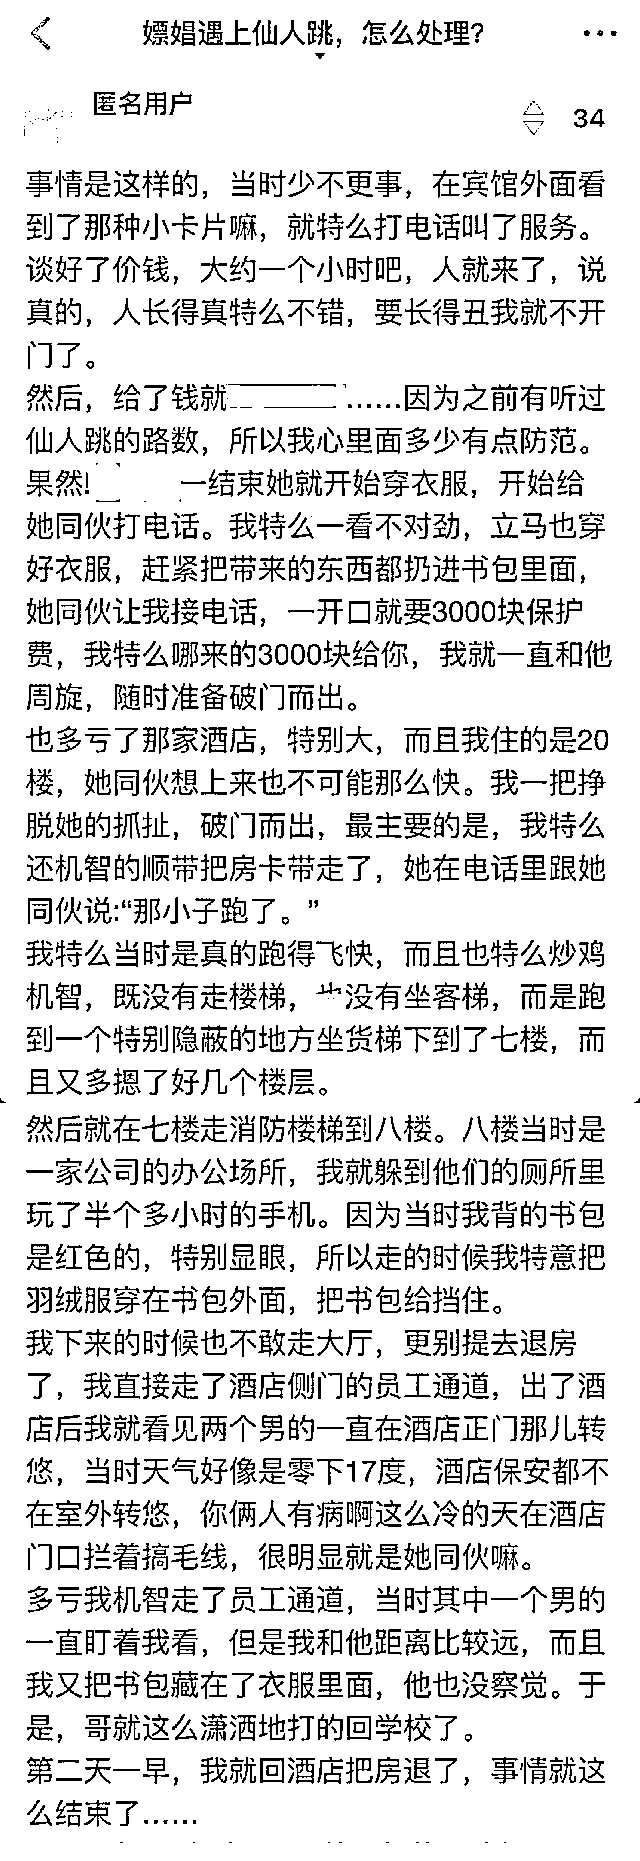 嫖娼遇上仙人跳，怎么处理?
匿名用户
34
事情是这样的，当时少不更事，在宾馆外面看
到了那种小卡片嘛，就特么打电话叫了服务。
谈好了价钱，大约一个小时吧，人就来了，说
真的，人长得真特么不错，要长得丑我就不开
门了。
然后，给了钱就……因为之前有听过
仙人跳的路数，所以我心里面多少有点防范。
果然!一结束她就开始穿衣服，开始给
她同伙打电话。我特么一看不对劲，立马也穿
好衣服，赶紧把带来的东西都扔进书包里面，
她同伙让我接电话，一开口就要3000块保护
费，我特么哪来的3000块给你，我就一直和他
周旋，随时准备破门而出。
也多亏了那家酒店，特别大，而且我住的是20
楼，她同伙想上来也不可能那么快。我一把挣
脱她的抓扯，破门而出，最主要的是，我特么
还机智的顺带把房卡带走了，她在电话里跟她
同伙说:“那小子跑了。”
我特么当时是真的跑得飞快，而且也特么炒鸡
机智，既没有走楼梯，也没有坐客梯，而是跑
到一个特别隐蔽的地方坐货梯下到了七楼，而
且又多摁了好几个楼层。
然后就在七楼走消防楼梯到八楼。八楼当时是
一家公司的办公场所，我就躲到他们的厕所里
玩了半个多小时的手机。因为当时我背的书包
是红色的，特别显眼，所以走的时候我特意把
羽绒服穿在书包外面，把书包给挡住。
我下来的时候也不敢走大厅，更别提去退房
了，我直接走了酒店侧门的员工通道，出了酒
店后我就看见两个男的一直在酒店正门那儿转
悠，当时天气好像是零下17度，酒店保安都不
在室外转悠，你俩人有病啊这么冷的天在酒店
门口拦着搞毛线，很明显就是她同伙嘛。
多亏我机智走了员工通道，当时其中一个男的
一直盯着我看，但是我和他距离比较远，而且
我又把书包藏在了衣服里面，他也没察觉。于
是，哥就这么潇洒地打的回学校了。
第二天一早，我就回酒店把房退了，事情就这
么结束了……